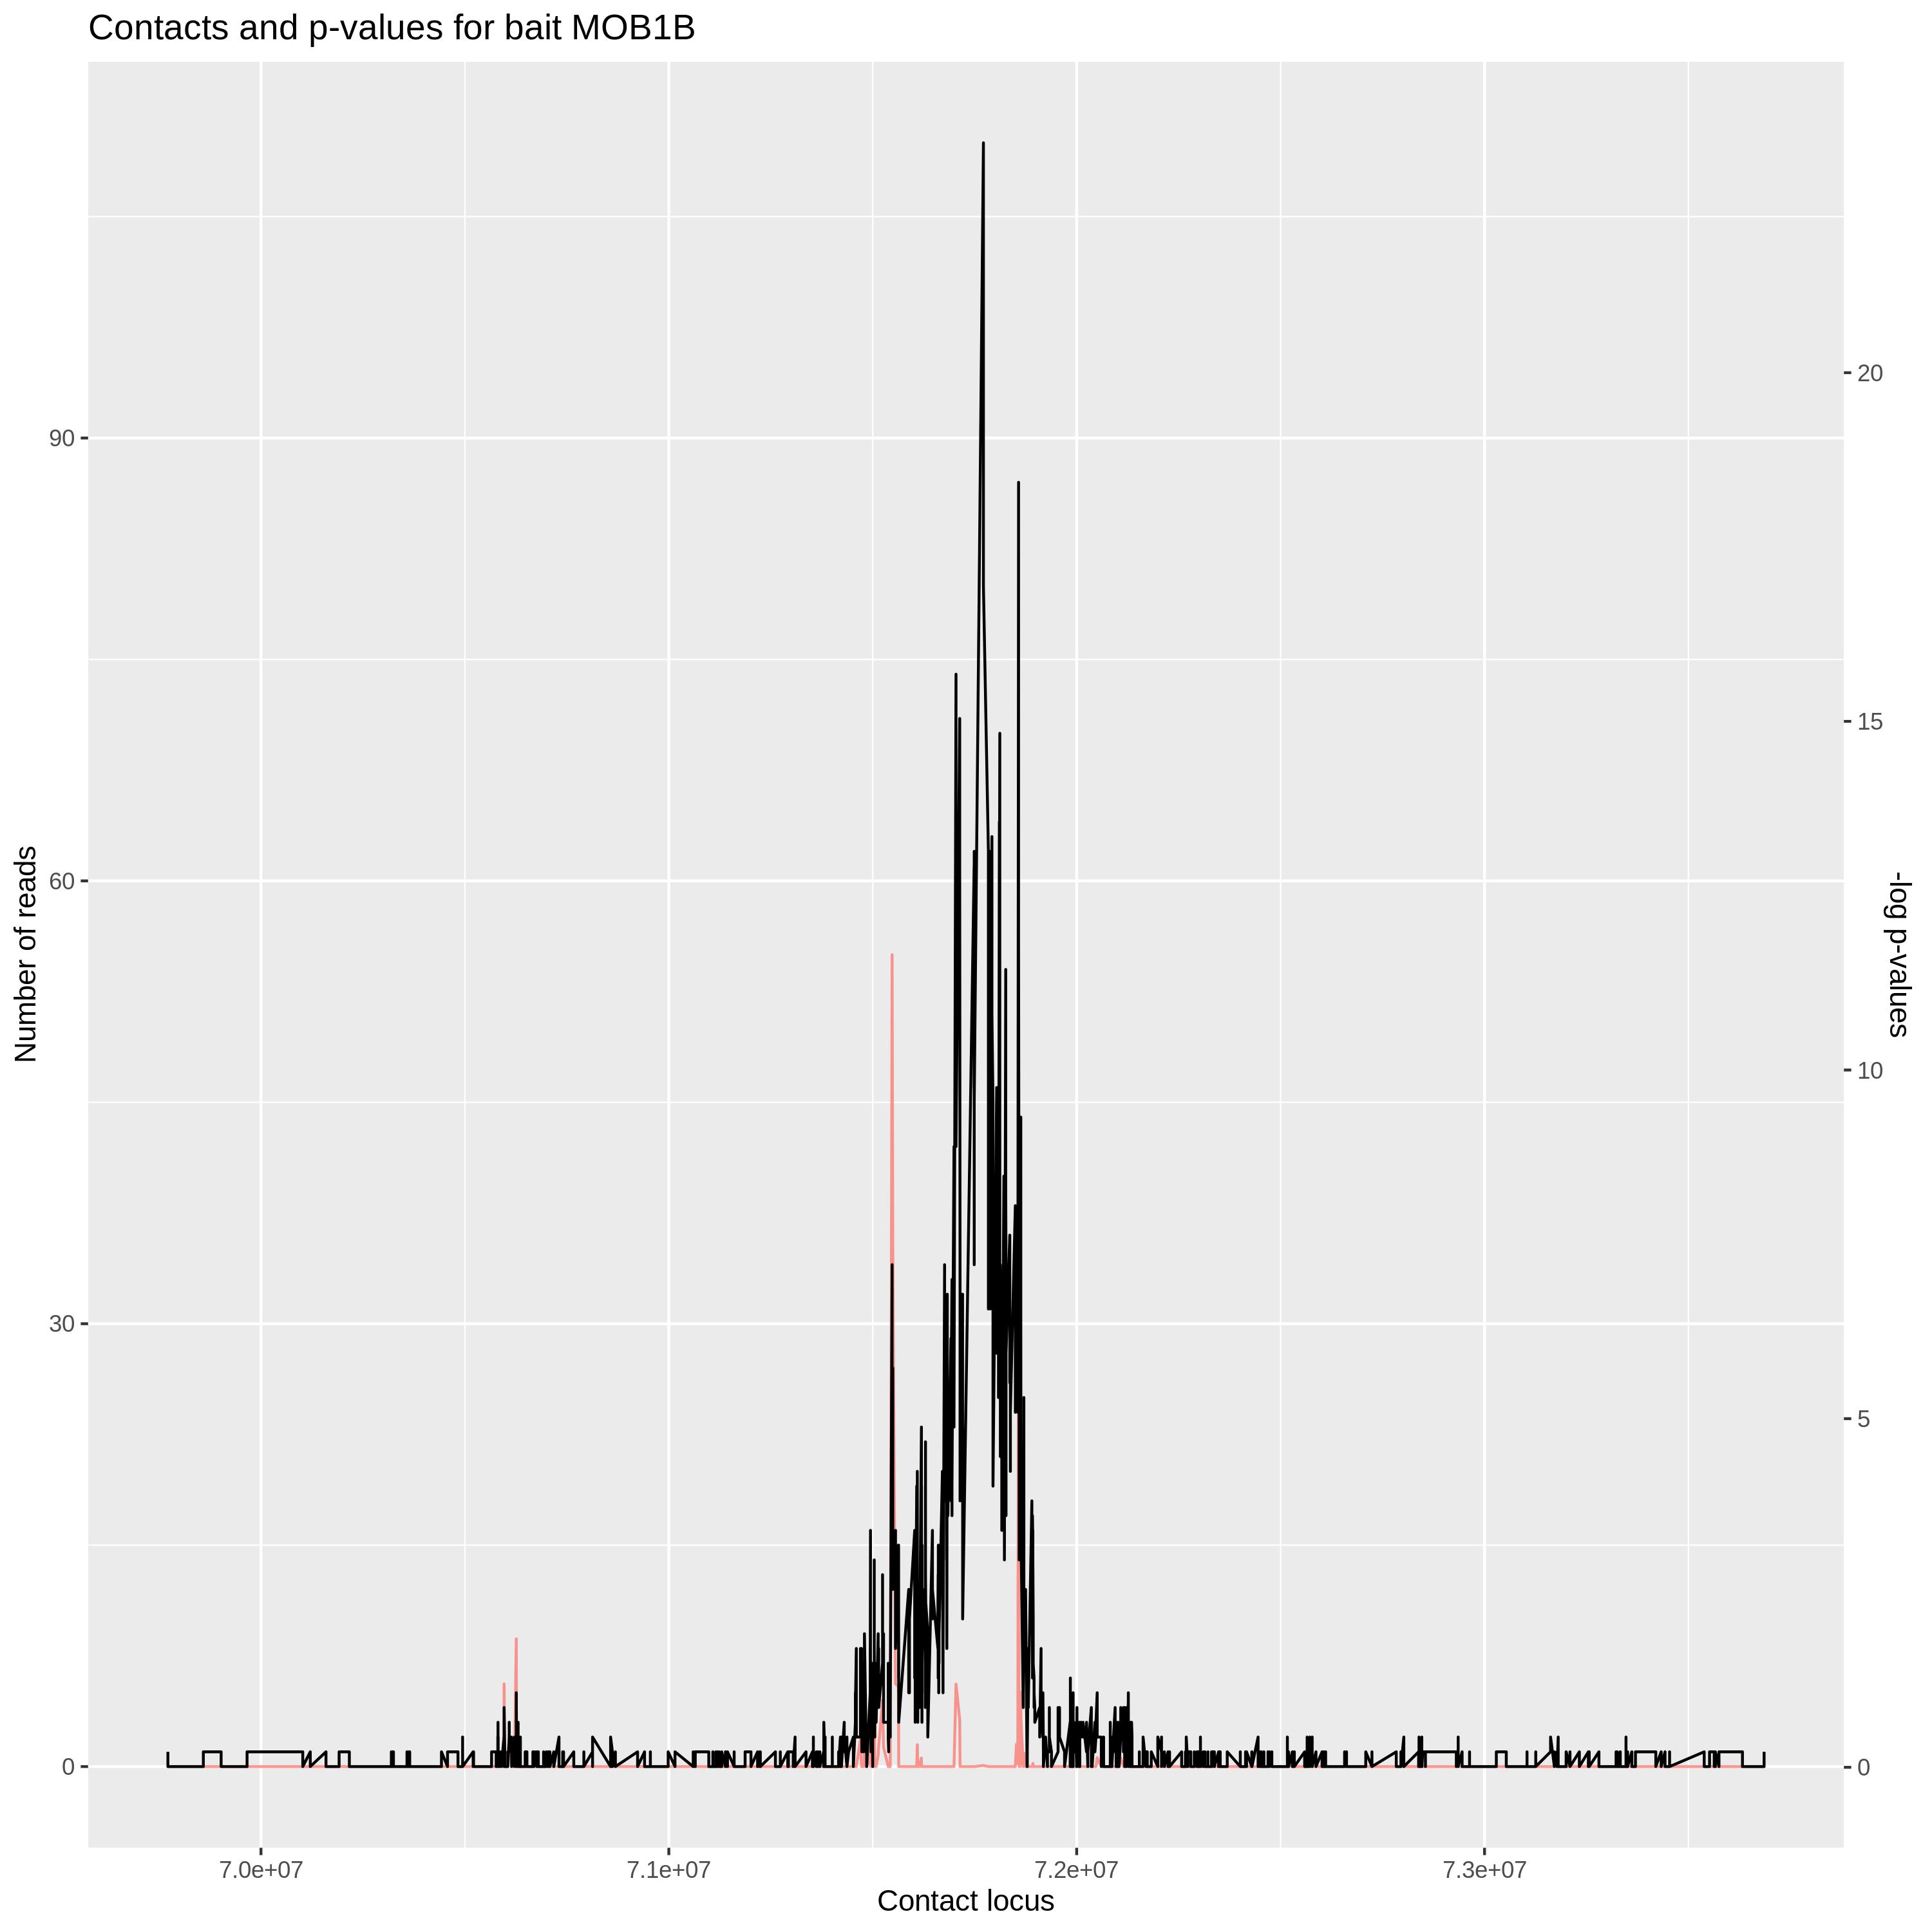 Contacts and p-values for bait MOB1B
90
60
30
0
20
15
10
5
0
Number of reads
-log p-values
7.0e+07
7.1e+07
7.2e+07
7.3e+07
Contact locus